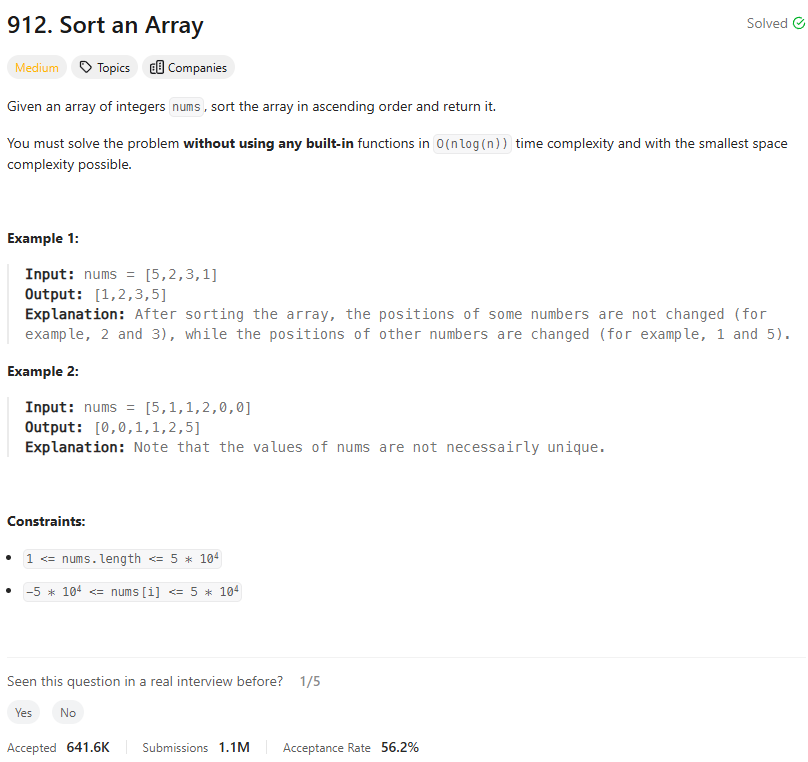 912. Sort an Array
Solved
Medium
Topics
Companies
Given an array of integers nums, sort the array in ascending order and return it.
You must solve the problem without using any built-in functions in O(nlog(n)) time complexity and with the smallest space
complexity possible.
Example 1:
Input: nums = [5,2,3,1]
Output: [1,2,3,5]
Explanation: After sorting the array, the positions of some numbers are not changed (for
example, 2 and 3), while the positions of other numbers are changed (for example, 1 and 5).
Example 2:
Input: nums = [5,1,1,2,0,0]
Output: [0,0,1,1,2,5]
Explanation: Note that the values of nums are not necessairly unique.
Constraints:
• 1 <= nums.length <= 5 * 10⁴
• -5 * 10⁴ <= nums[i] <= 5 * 10⁴
Seen this question in a real interview before? 1/5
Yes No
Accepted 641.6K Submissions 1.1M Acceptance Rate 56.2%